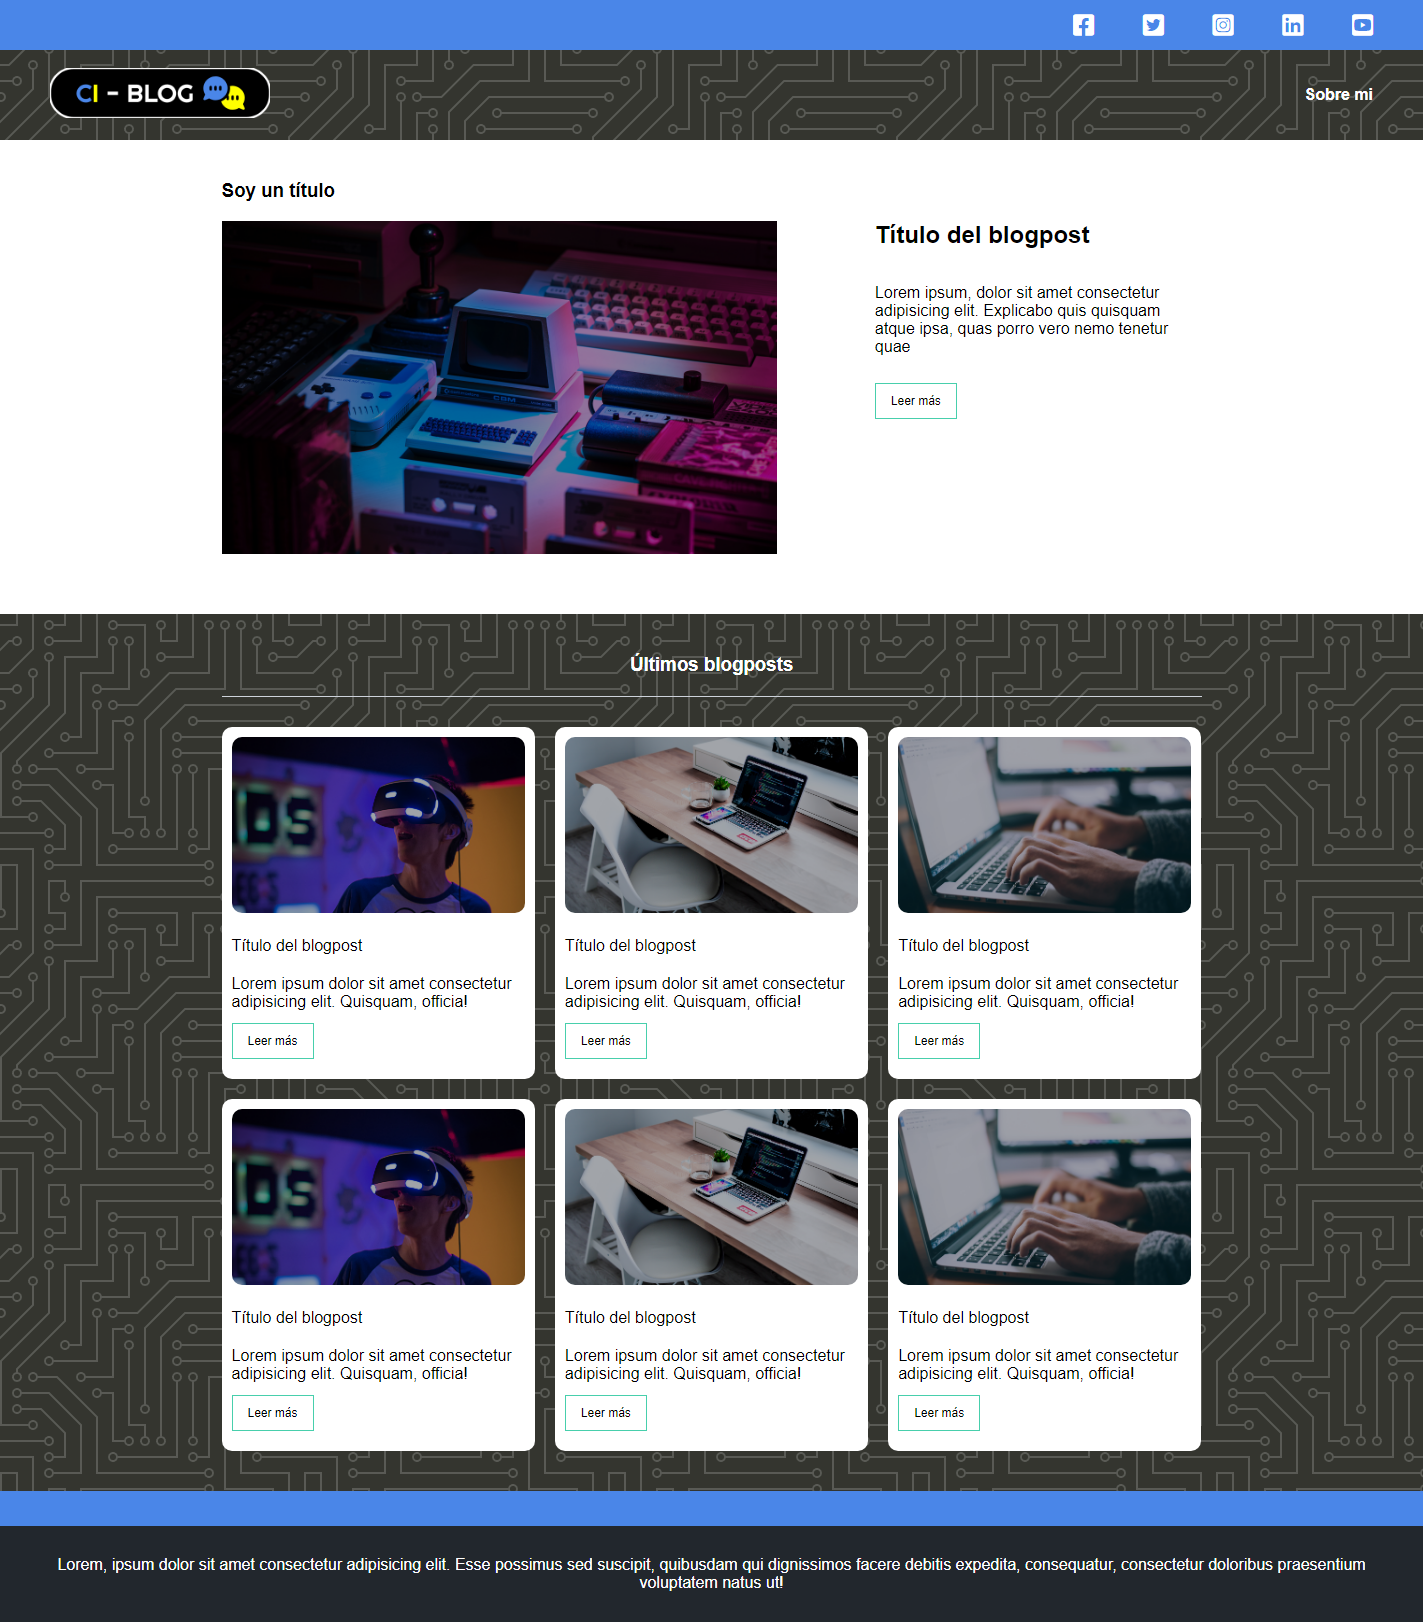 CI - BLOG
Sobre mi
Soy un título
Título del blogpost
Lorem ipsum, dolor sit amet consectetur
adipisicing elit. Explicabo quis quisquam
atque ipsa, quas porro vero nemo tenetur
quae
Leer más
Últimos blogposts
Título del blogpost
Lorem ipsum dolor sit amet consectetur
adipisicing elit. Quisquam, officia!
Leer más
Título del blogpost
Lorem ipsum dolor sit amet consectetur
adipisicing elit. Quisquam, officia!
Leer más
Título del blogpost
Lorem ipsum dolor sit amet consectetur
adipisicing elit. Quisquam, officia!
Leer más
Título del blogpost
Lorem ipsum dolor sit amet consectetur
adipisicing elit. Quisquam, officia!
Leer más
Título del blogpost
Lorem ipsum dolor sit amet consectetur
adipisicing elit. Quisquam, officia!
Leer más
Título del blogpost
Lorem ipsum dolor sit amet consectetur
adipisicing elit. Quisquam, officia!
Leer más
Lorem, ipsum dolor sit amet consectetur adipisicing elit. Esse possimus sed suscipit, quibusdam qui dignissimos facere debitis expedita, consequatur, consectetur doloribus praesentium
voluptatem natus ut!